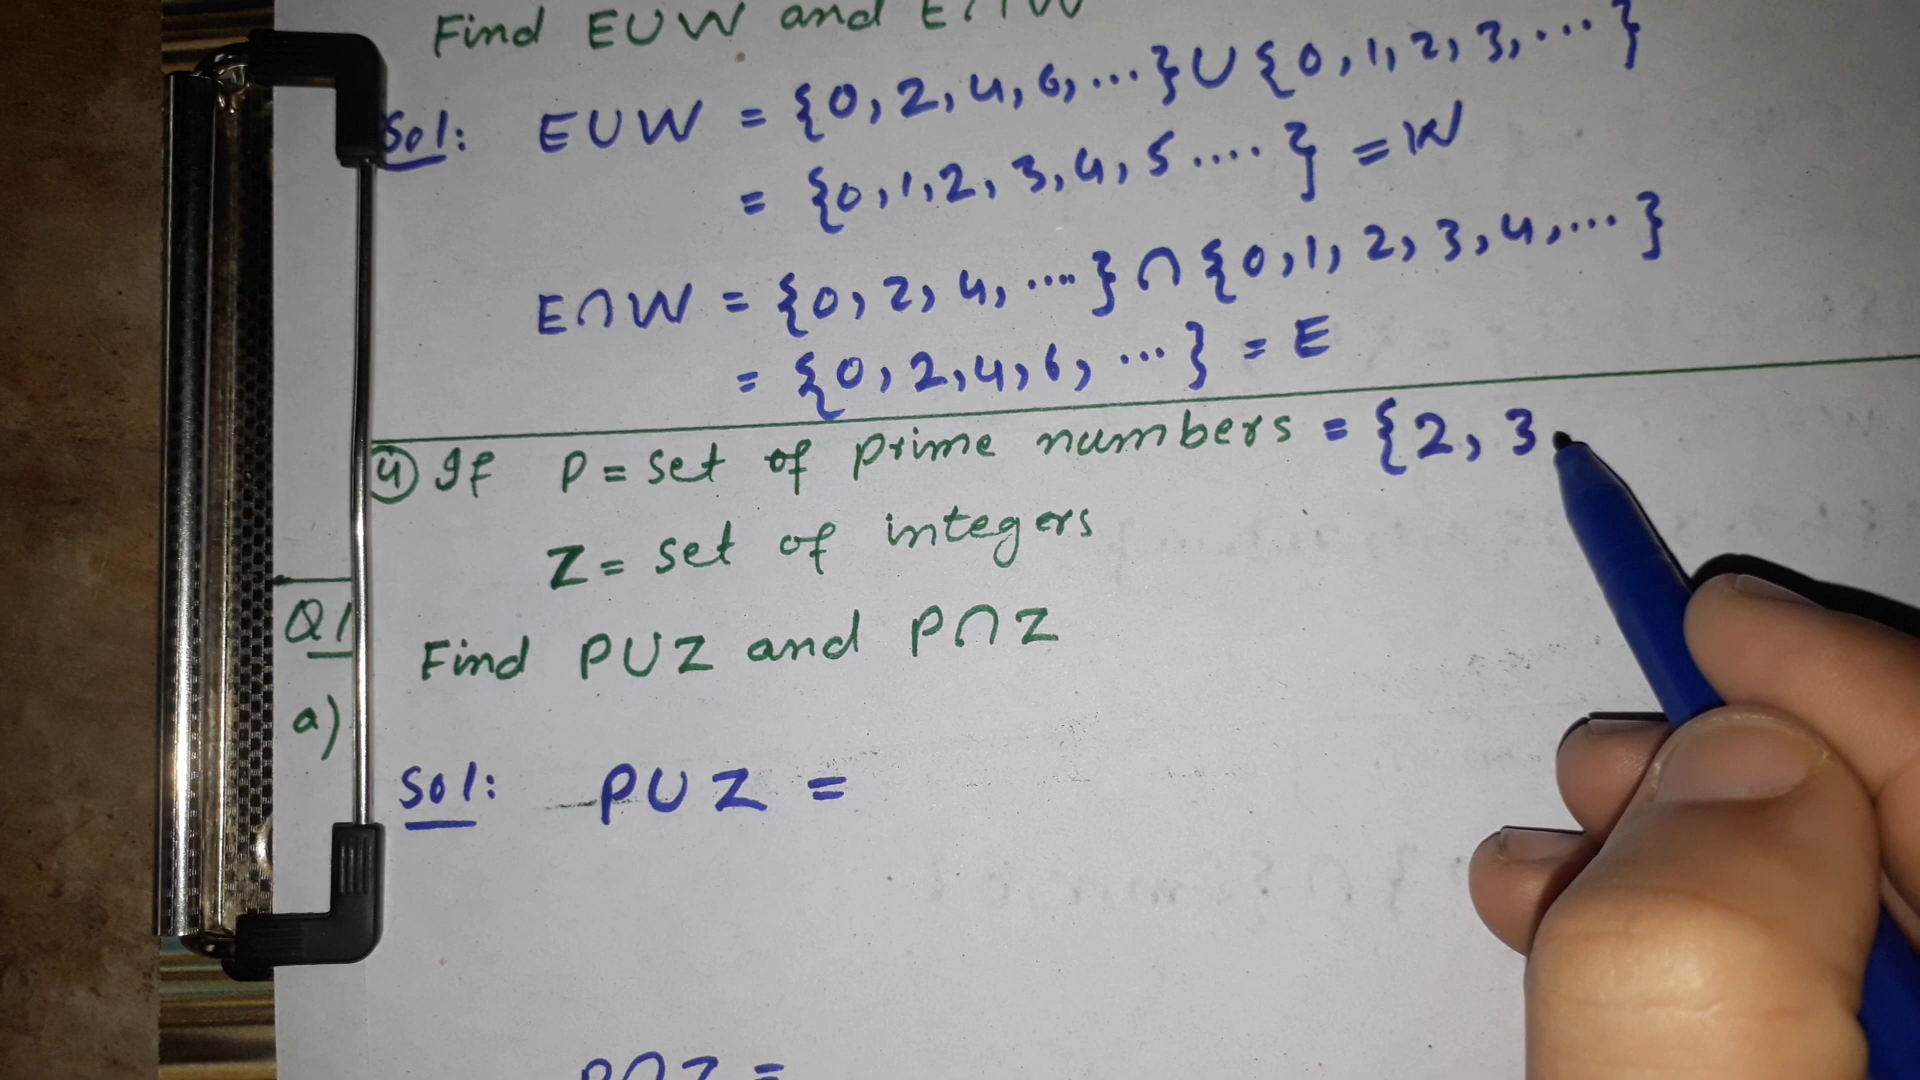 Find EUW and E∩W
Sol: EUW = {0, 2, 4, 6, ...}U{0, 1, 2, 3, ...}
= {0, 1, 2, 3, 4, 5 ....} = W
E∩W = {0, 2, 4, ....}∩{0, 1, 2, 3, 4, ...}
= {0, 2, 4, 6, ...} = E
④ If P = set of prime numbers = {2, 3
Z = set of integers
Q1
Find PUZ and P∩Z
a)
Sol: PUZ =
P∩Z =